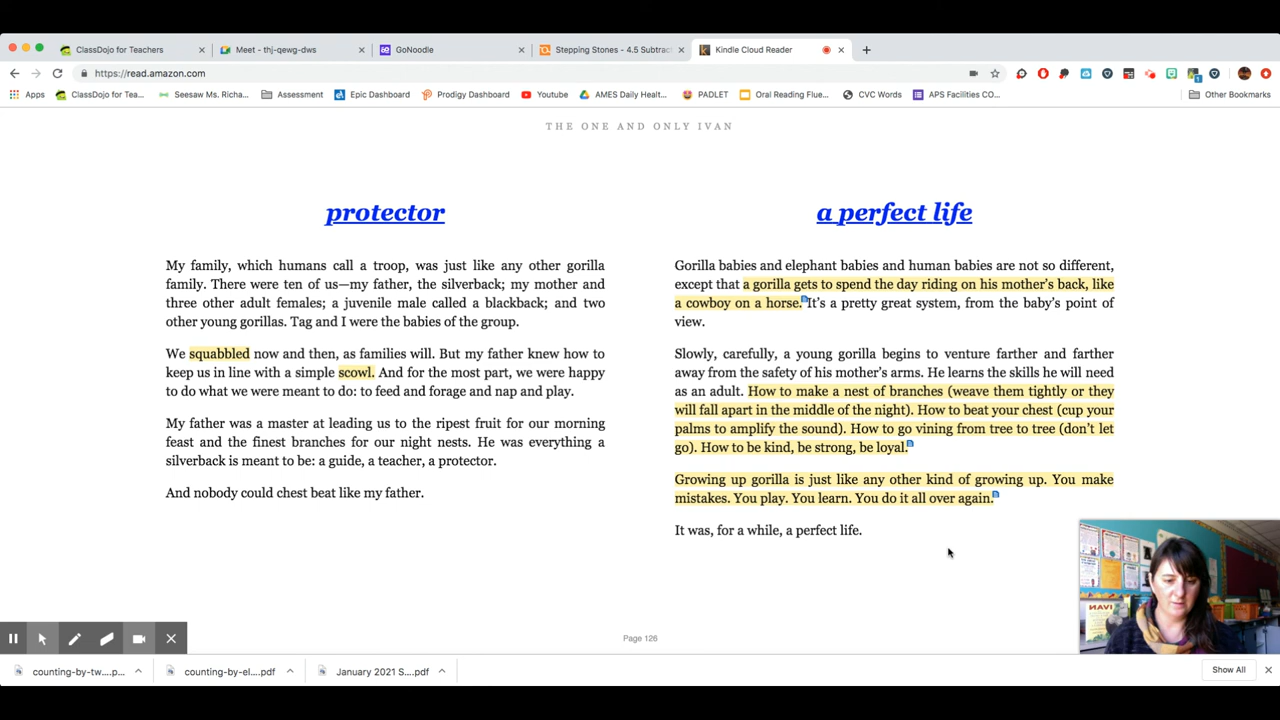 ClassDojo for Teachers
Meet - thj-qewg-dws
GoNoodle
Stepping Stones - 4.5 Subtrac
Kindle Cloud Reader
https://read.amazon.com
Apps
ClassDojo for Tea...
Seesaw Ms. Richa...
Assessment
Epic Dashboard
Prodigy Dashboard
Youtube
AMES Daily Healt...
PADLET
Oral Reading Flue...
CVC Words
APS Facilities CO...
Other Bookmarks
THE ONE AND ONLY IVAN
protector
My family, which humans call a troop, was just like any other gorilla
family. There were ten of us—my father, the silverback; my mother and
three other adult females; a juvenile male called a blackback; and two
other young gorillas. Tag and I were the babies of the group.
We squabbled now and then, as families will. But my father knew how to
keep us in line with a simple scowl. And for the most part, we were happy
to do what we were meant to do: to feed and forage and nap and play.
My father was a master at leading us to the ripest fruit for our morning
feast and the finest branches for our night nests. He was everything a
silverback is meant to be: a guide, a teacher, a protector.
And nobody could chest beat like my father.
a perfect life
Gorilla babies and elephant babies and human babies are not so different,
except that a gorilla gets to spend the day riding on his mother's back, like
a cowboy on a horse. It's a pretty great system, from the baby's point of
view.
Slowly, carefully, a young gorilla begins to venture farther and farther
away from the safety of his mother's arms. He learns the skills he will need
as an adult. How to make a nest of branches (weave them tightly or they
will fall apart in the middle of the night). How to beat your chest (cup your
palms to amplify the sound). How to go vining from tree to tree (don't let
go). How to be kind, be strong, be loyal.
Growing up gorilla is just like any other kind of growing up. You make
mistakes. You play. You learn. You do it all over again.
It was, for a while, a perfect life.
IVAN
Page 126
counting-by-tw....p...
counting-by-el....pdf
January 2021 S....pdf
Show All